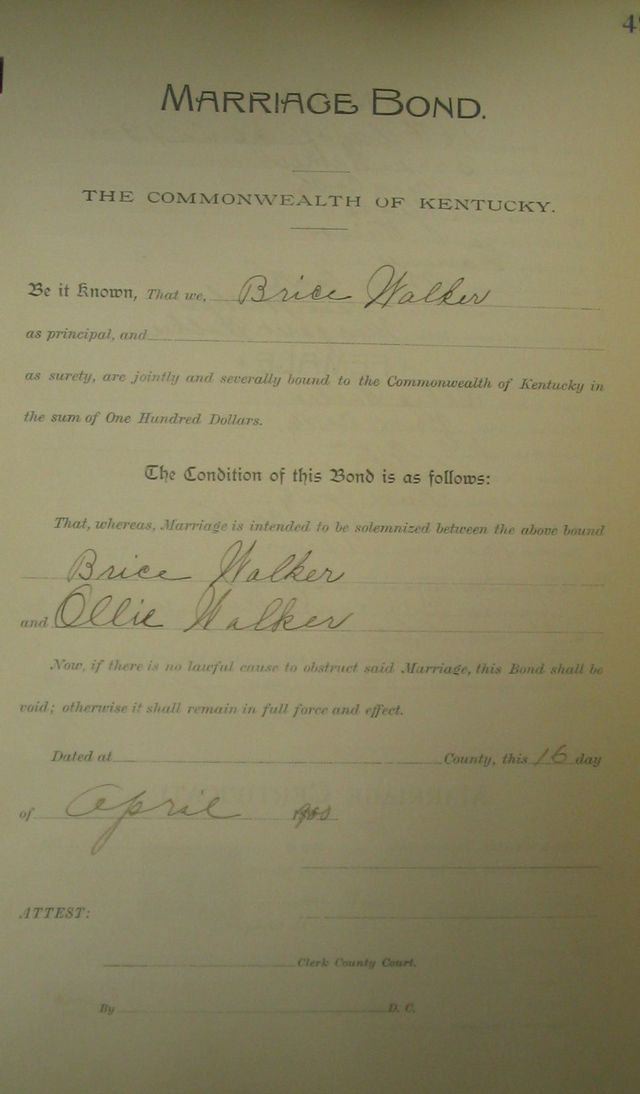 MARRIAGE BOND.
THE COMMONWEALTH OF KENTUCKY.
Be it Known, That we, Brice Walker
as principal, and
as surety, are jointly and severally bound to the Commonwealth of Kentucky in
the sum of One Hundred Dollars.
The Condition of this Bond is as follows:
That, whereas, Marriage is intended to be solemnized between the above bound
Brice Walker
and Ollie Walker
Now, if there is no lawful cause to obstruct said Marriage, this Bond shall be
void; otherwise it shall remain in full force and effect.
Dated at County, this 16 day
of April
ATTEST:
Clerk County Court.
By D. C.